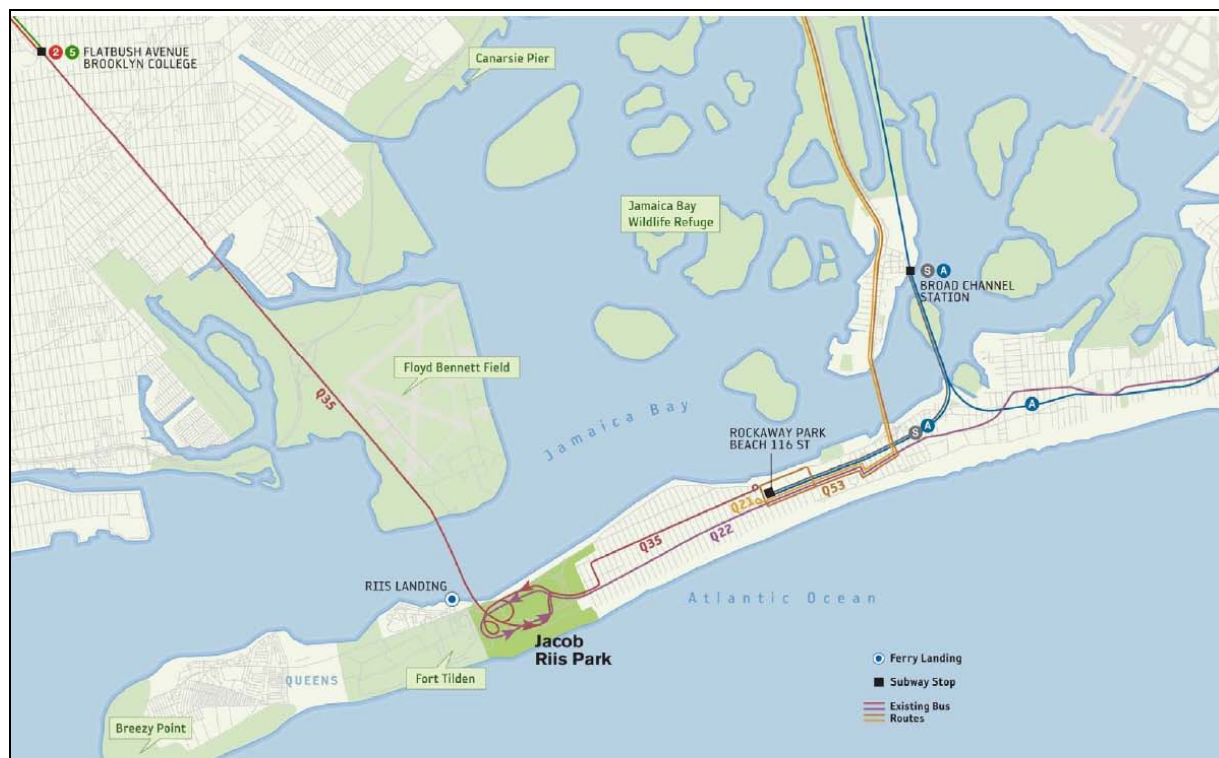 2 5 FLATBUSH AVENUE
BROOKLYN COLLEGE
Canarsie Pier
Jamaica Bay
Wildlife Refuge
S A
BROAD CHANNEL
STATION
Floyd Bennett Field
Q35
Jamaica Bay
A
S A
ROCKAWAY PARK
BEACH 116 ST
Q53
Q21
Q35
Q22
RIIS LANDING
Atlantic Ocean
Jacob
Riis Park
Fort Tilden
QUEENS
Breezy Point
Ferry Landing
Subway Stop
Existing Bus
Routes